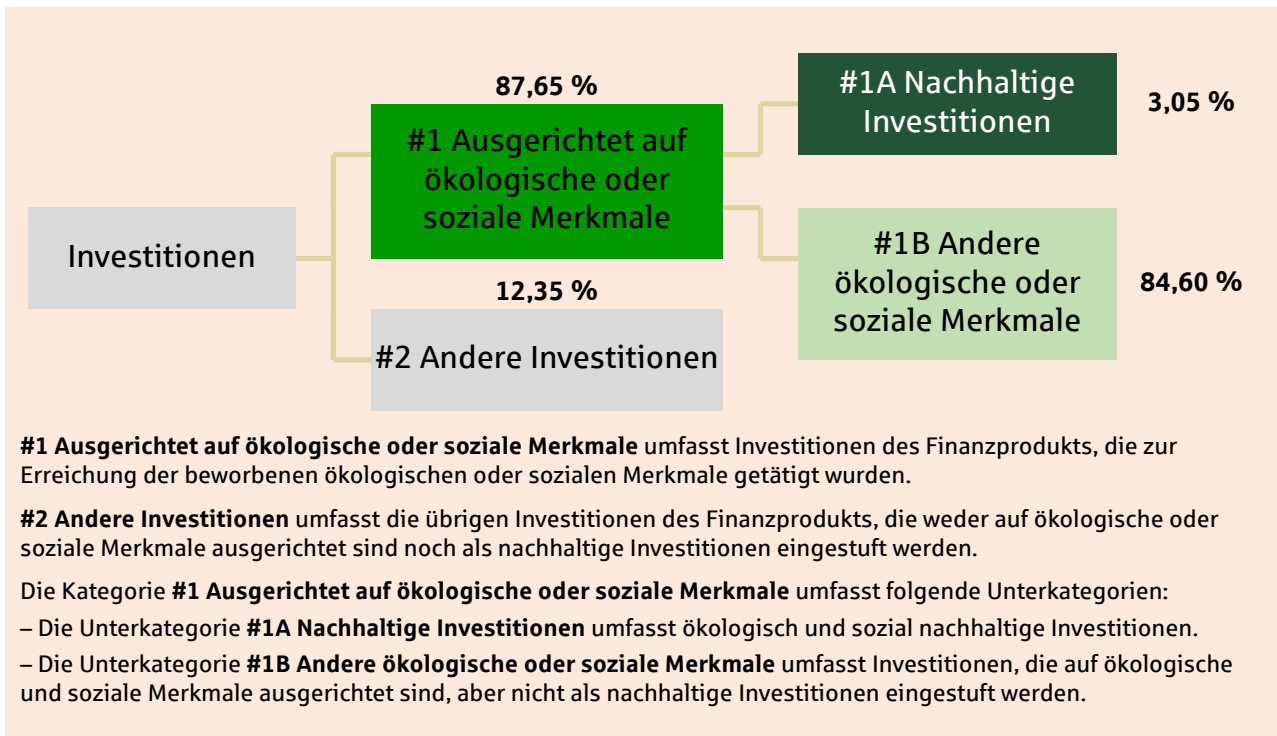 87,65 %
#1 Ausgerichtet auf
ökologische oder
soziale Merkmale
#1A Nachhaltige
Investitionen
3,05 %
Investitionen
#1B Andere
ökologische oder
soziale Merkmale
84,60 %
12,35 %
#2 Andere Investitionen
#1 Ausgerichtet auf ökologische oder soziale Merkmale umfasst Investitionen des Finanzprodukts, die zur
Erreichung der beworbenen ökologischen oder sozialen Merkmale getätigt wurden.
#2 Andere Investitionen umfasst die übrigen Investitionen des Finanzprodukts, die weder auf ökologische oder
soziale Merkmale ausgerichtet sind noch als nachhaltige Investitionen eingestuft werden.
Die Kategorie #1 Ausgerichtet auf ökologische oder soziale Merkmale umfasst folgende Unterkategorien:
– Die Unterkategorie #1A Nachhaltige Investitionen umfasst ökologisch und sozial nachhaltige Investitionen.
– Die Unterkategorie #1B Andere ökologische oder soziale Merkmale umfasst Investitionen, die auf ökologische
und soziale Merkmale ausgerichtet sind, aber nicht als nachhaltige Investitionen eingestuft werden.